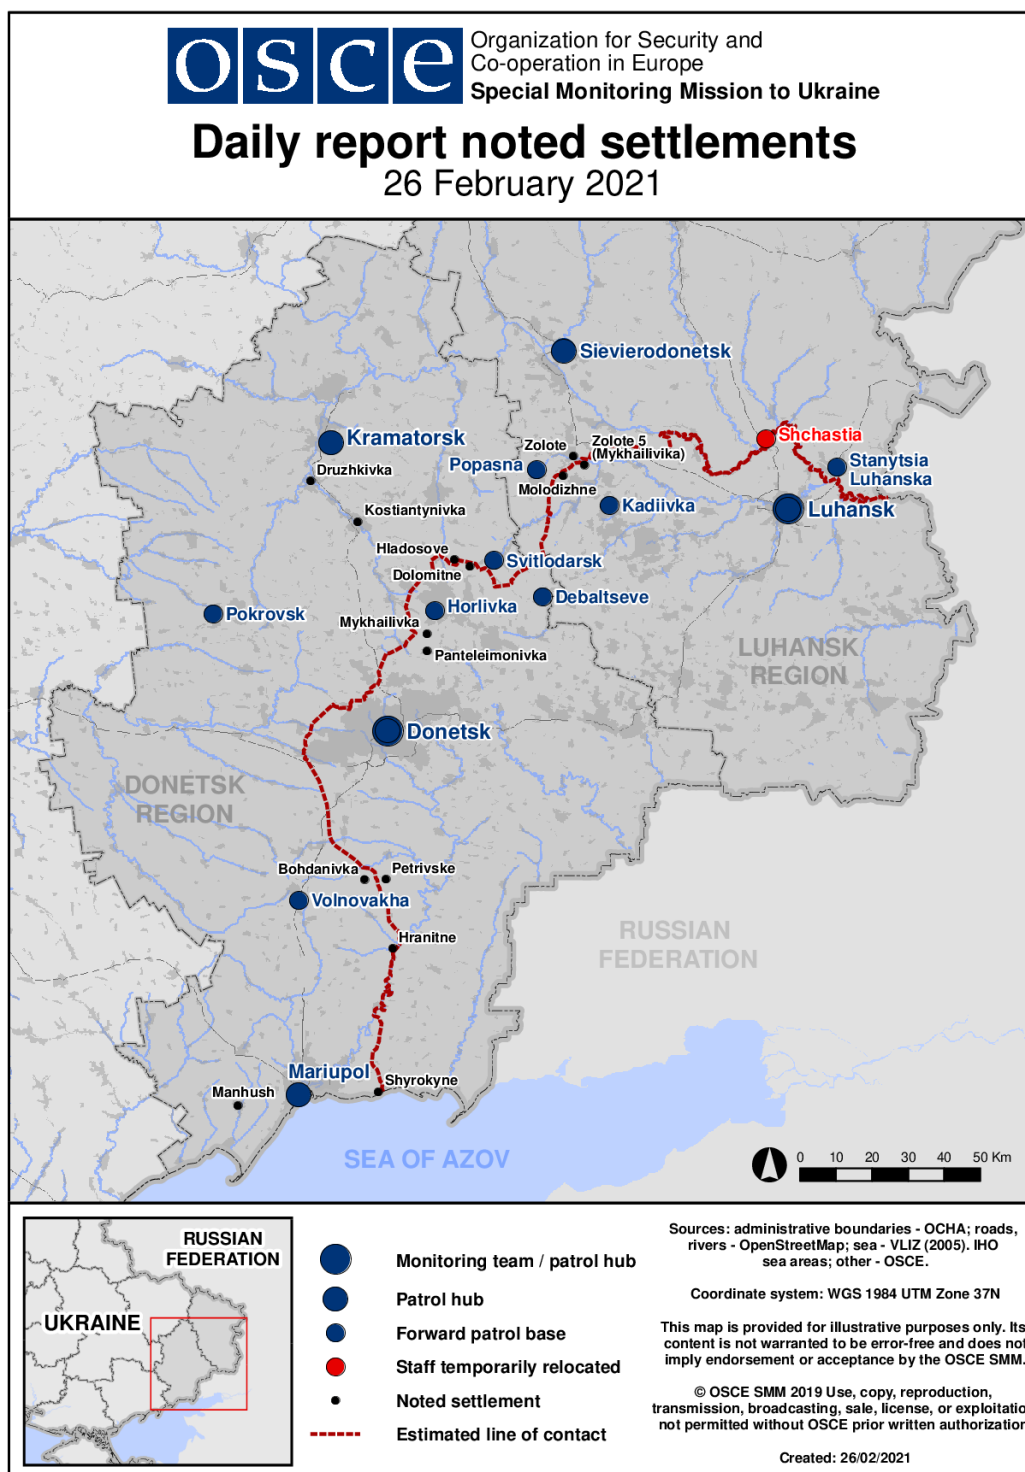 osce
Organization for Security and
Co-operation in Europe
Special Monitoring Mission to Ukraine
Daily report noted settlements
26 February 2021
Sievierodonetsk
Kramatorsk
Druzhkivka
Kostiantynivka
Popasna
Zolote
Zolote 5
(Mykhailivika)
Molodizhne
Shchastia
Stanytsia
Luhanska
Kadiivka
Luhansk
Hladosove
Dolomitne
Svitlodarsk
Debaltseve
Pokrovsk
Horlivka
Mykhailivka
Panteleimonivka
LUHANSK
REGION
Donetsk
DONETSK
REGION
Bohdanivka
Petrivske
Volnovakha
Hranitne
RUSSIAN
FEDERATION
Mariupol
Shyrokyne
Manhush
SEA OF AZOV
0 10 20 30 40 50 Km
RUSSIAN
FEDERATION
UKRAINE
Monitoring team / patrol hub
Patrol hub
Forward patrol base
Staff temporarily relocated
Noted settlement
Estimated line of contact
Sources: administrative boundaries - OCHA; roads,
rivers - OpenStreetMap; sea - VLIZ (2005). IHO
sea areas; other - OSCE.
Coordinate system: WGS 1984 UTM Zone 37N
This map is provided for illustrative purposes only. Its
content is not warranted to be error-free and does not
imply endorsement or acceptance by the OSCE SMM.
© OSCE SMM 2019 Use, copy, reproduction,
transmission, broadcasting, sale, license, or exploitatio
not permitted without OSCE prior written authorization
Created: 26/02/2021